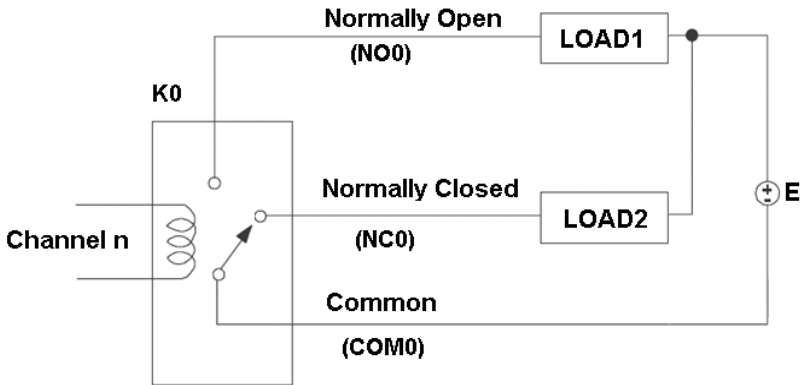 Normally Open
(NO0)
LOAD1
K0
Normally Closed
(NC0)
LOAD2
E
Channel n
Common
(COM0)